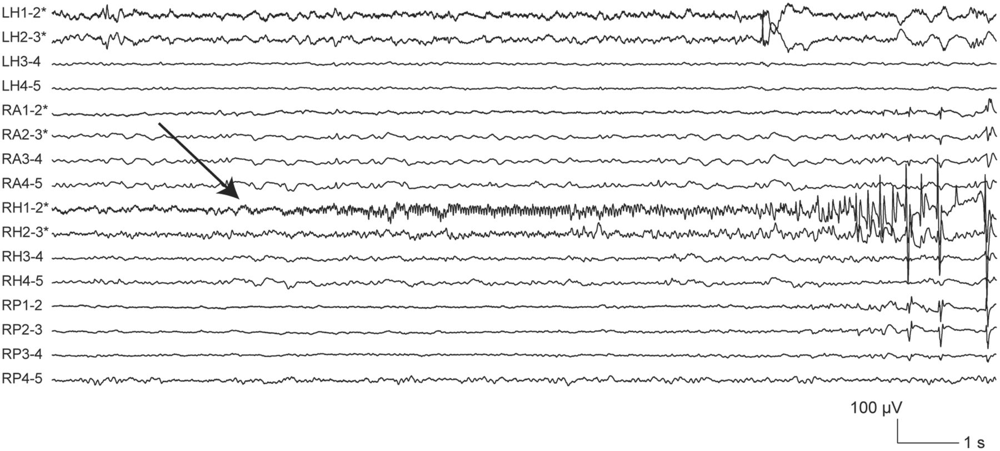 LH1-2*
LH2-3*
LH3-4
LH4-5
RA1-2*
RA2-3*
RA3-4
RA4-5
RH1-2*
RH2-3*
RH3-4
RH4-5
RP1-2
RP2-3
RP3-4
RP4-5
100 µV
1 s